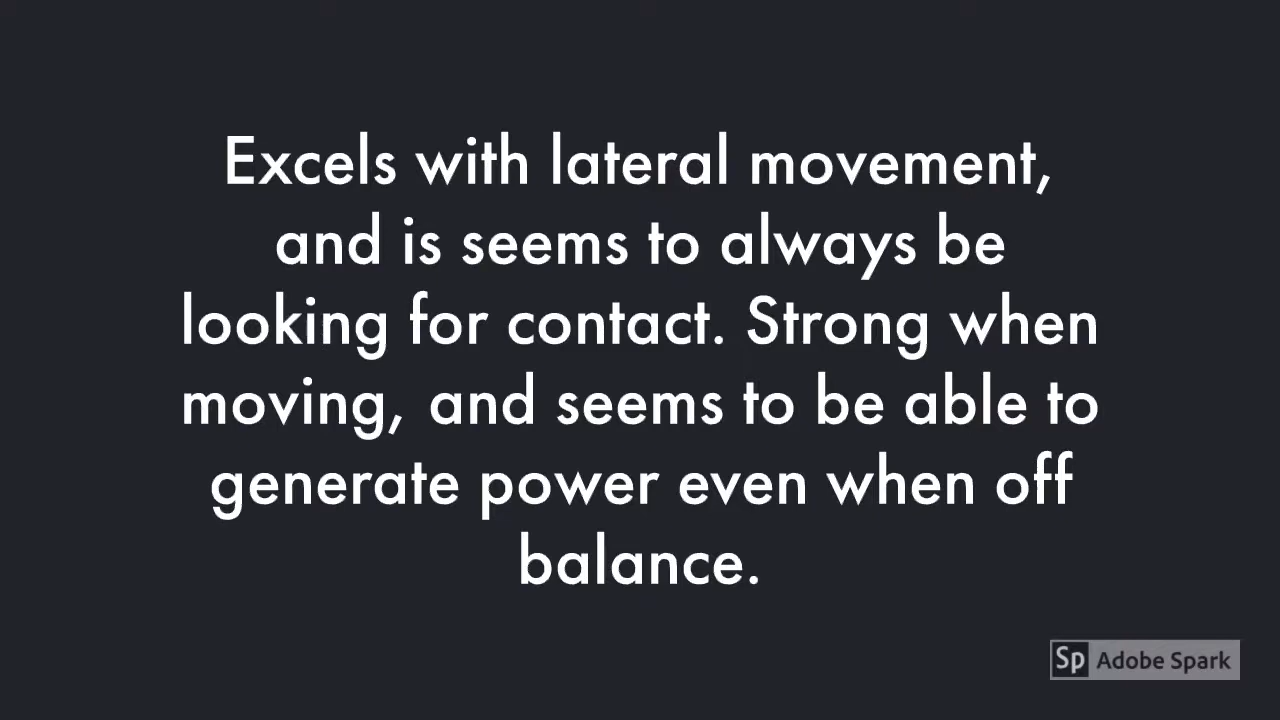 Excels with lateral movement,
and is seems to always be
looking for contact. Strong when
moving, and seems to be able to
generate power even when off
balance.
Sp Adobe Spark